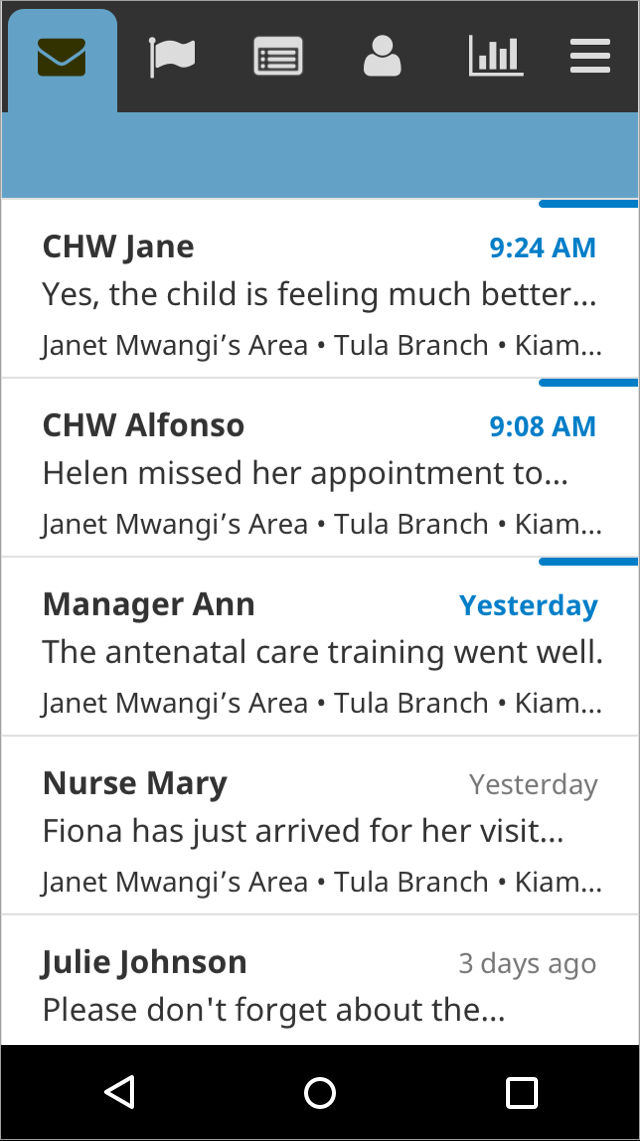 CHW Jane 9:24 AM
Yes, the child is feeling much better...
Janet Mwangi’s Area • Tula Branch • Kiam...
CHW Alfonso 9:08 AM
Helen missed her appointment to...
Janet Mwangi’s Area • Tula Branch • Kiam...
Manager Ann Yesterday
The antenatal care training went well.
Janet Mwangi’s Area • Tula Branch • Kiam...
Nurse Mary Yesterday
Fiona has just arrived for her visit...
Janet Mwangi’s Area • Tula Branch • Kiam...
Julie Johnson 3 days ago
Please don't forget about the...